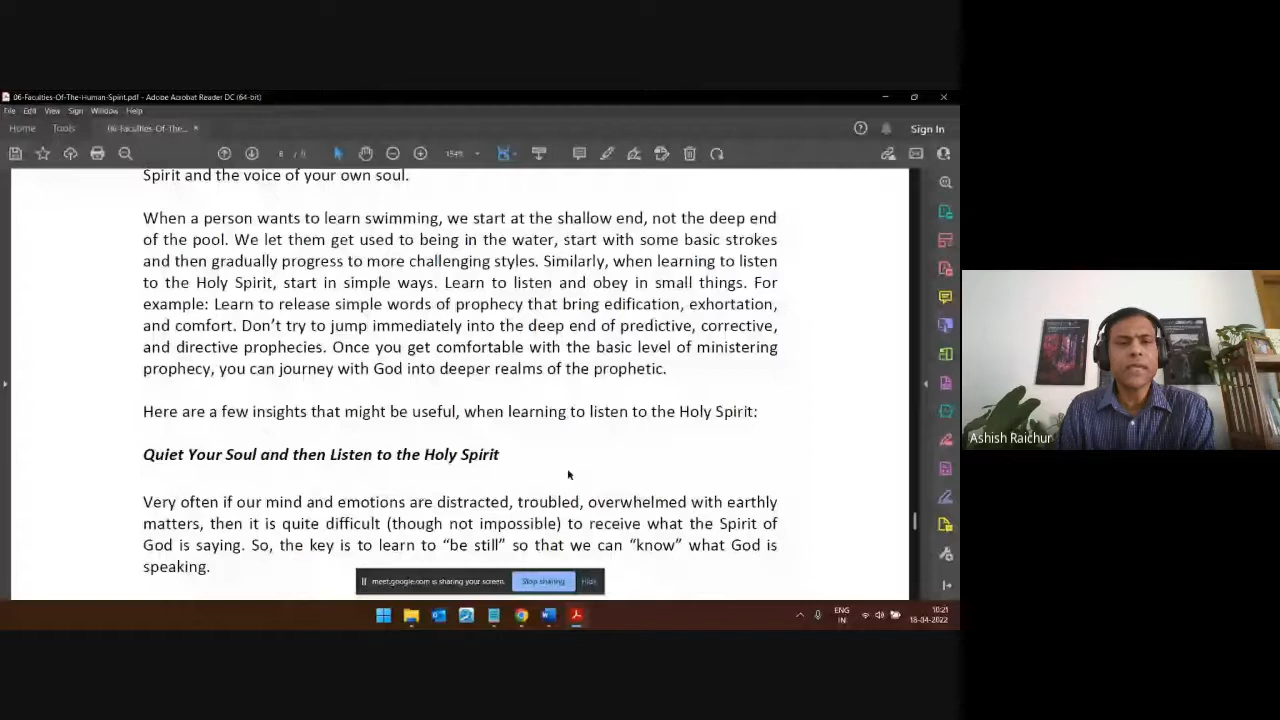 06-Faculties-Of-The-Human-Spirit.pdf - Adobe Acrobat Reader DC (64-bit)
File Edit View Sign Window Help
Home Tools 06-Faculties-Of-The... × Sign In
8 / 154%
Spirit and the voice of your own soul.
When a person wants to learn swimming, we start at the shallow end, not the deep end
of the pool. We let them get used to being in the water, start with some basic strokes
and then gradually progress to more challenging styles. Similarly, when learning to listen
to the Holy Spirit, start in simple ways. Learn to listen and obey in small things. For
example: Learn to release simple words of prophecy that bring edification, exhortation,
and comfort. Don’t try to jump immediately into the deep end of predictive, corrective,
and directive prophecies. Once you get comfortable with the basic level of ministering
prophecy, you can journey with God into deeper realms of the prophetic.
Here are a few insights that might be useful, when learning to listen to the Holy Spirit:
Quiet Your Soul and then Listen to the Holy Spirit
Very often if our mind and emotions are distracted, troubled, overwhelmed with earthly
matters, then it is quite difficult (though not impossible) to receive what the Spirit of
God is saying. So, the key is to learn to “be still” so that we can “know” what God is
speaking.
meet.google.com is sharing your screen. Stop sharing Hide
ENG
IN
10:21
18-04-2022
Ashish Raichur